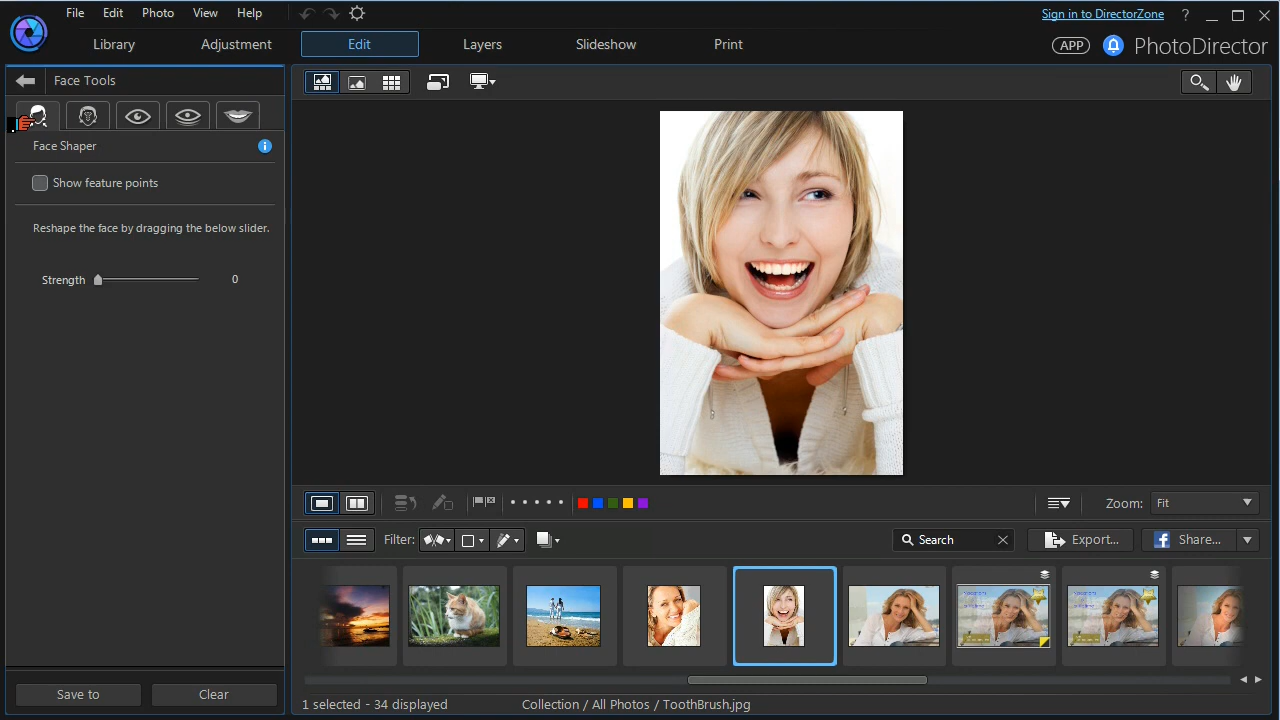 File Edit Photo View Help
Sign in to DirectorZone ?
Library Adjustment Edit Layers Slideshow Print
APP PhotoDirector
Face Tools
Face Shaper
Show feature points
Reshape the face by dragging the below slider.
Strength 0
Zoom: Fit
Filter: Search Export... Share...
Save to Clear
1 selected - 34 displayed Collection / All Photos / ToothBrush.jpg